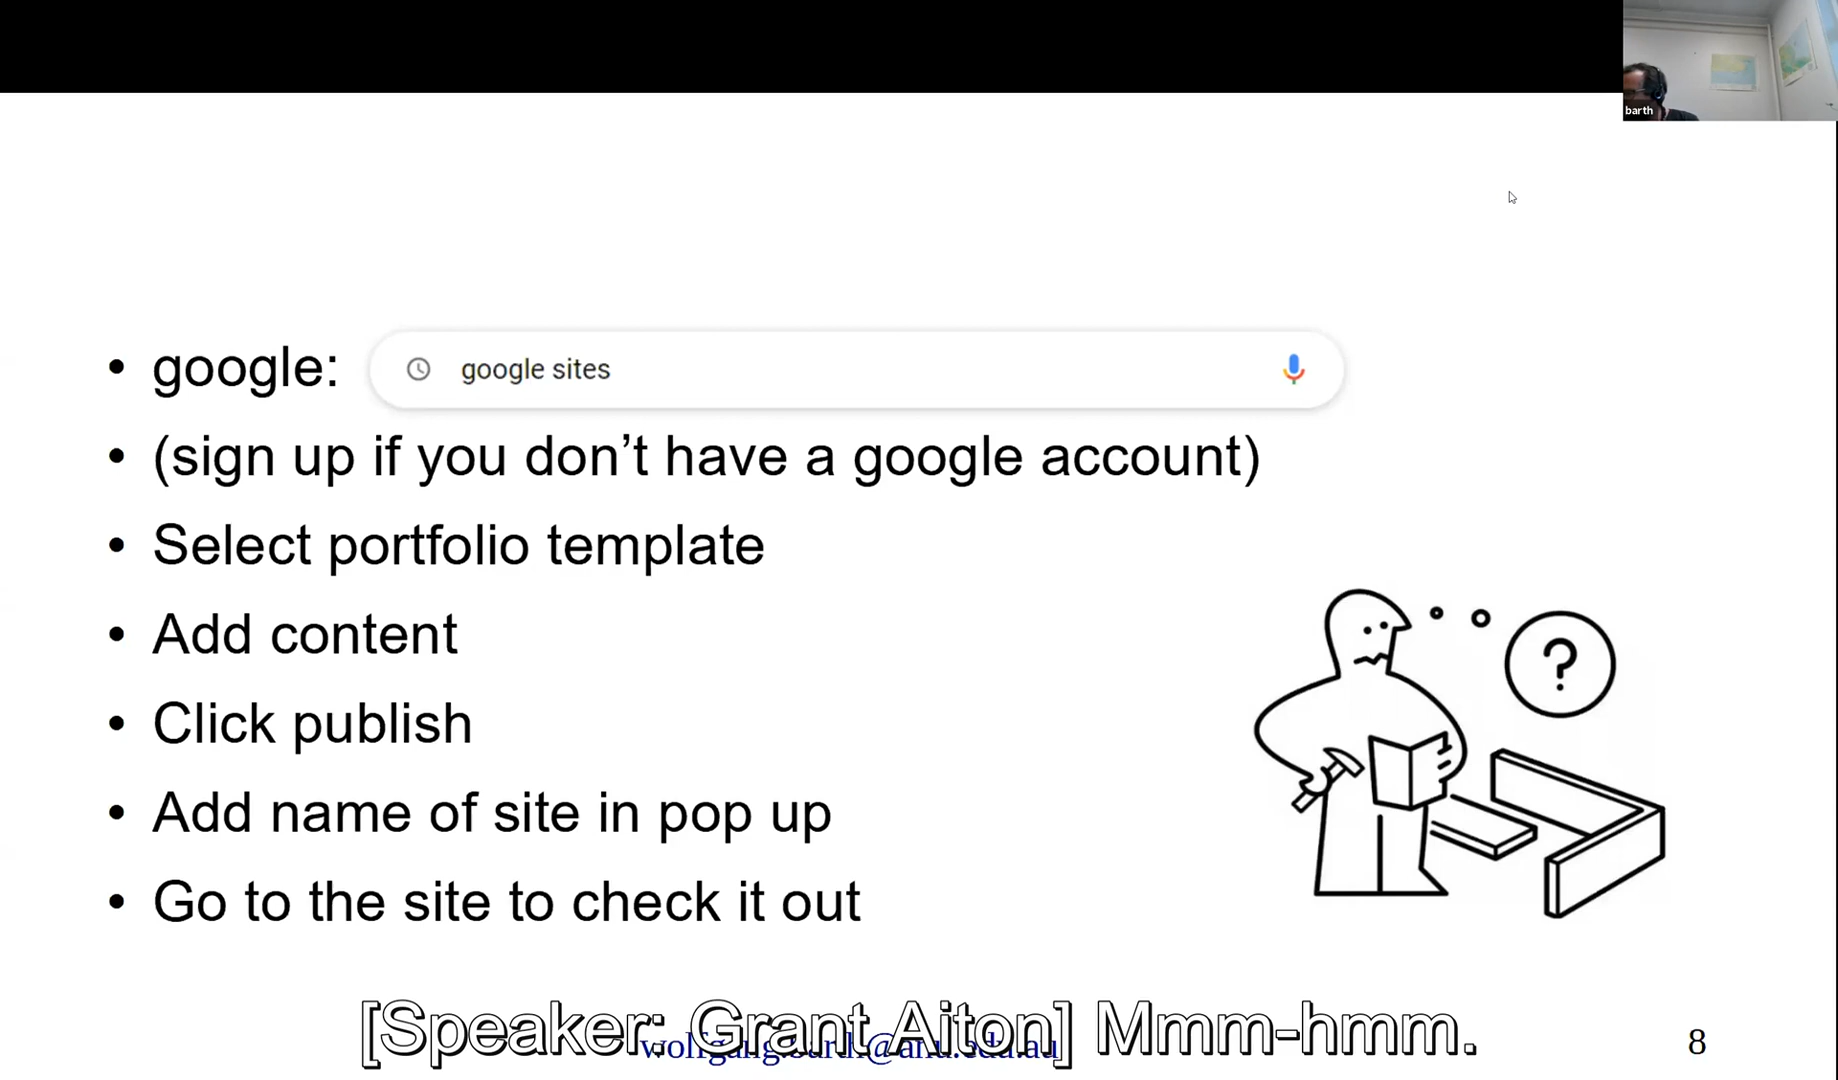 barth
• google: google sites
• (sign up if you don’t have a google account)
• Select portfolio template
• Add content
• Click publish
• Add name of site in pop up
• Go to the site to check it out
?
[Speaker: Grant Aiton] Mmm-hmm.
wolfgang.barth@anu.edu.au
8